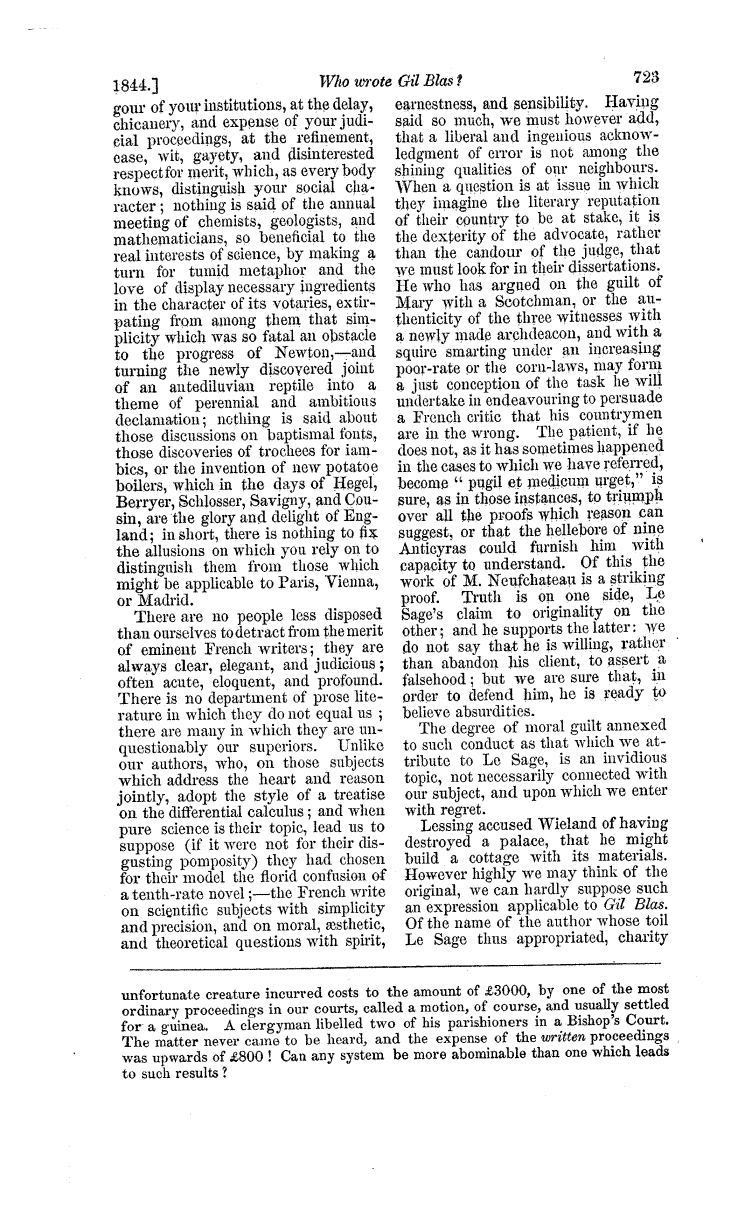 1844.] Who wrote Gil Blas? 723
gour of your institutions, at the delay,
chicanery, and expense of your judi-
cial proceedings, at the refinement,
ease, wit, gayety, and disinterested
respect for merit, which, as every body
knows, distinguish your social cha-
racter; nothing is said of the annual
meeting of chemists, geologists, and
mathematicians, so beneficial to the
real interests of science, by making a
turn for tumid metaphor and the
love of display necessary ingredients
in the character of its votaries, extir-
pating from among them that sim-
plicity which was so fatal an obstacle
to the progress of Newton,—and
turning the newly discovered joint
of an antediluvian reptile into a
theme of perennial and ambitious
declamation; nothing is said about
those discussions on baptismal fonts,
those discoveries of trochees for iam-
bics, or the invention of new potatoe
boilers, which in the days of Hegel,
Berryer, Schlosser, Savigny, and Cou-
sin, are the glory and delight of Eng-
land; in short, there is nothing to fix
the allusions on which you rely on to
distinguish them from those which
might be applicable to Paris, Vienna,
or Madrid.
There are no people less disposed
than ourselves to detract from the merit
of eminent French writers; they are
always clear, elegant, and judicious;
often acute, eloquent, and profound.
There is no department of prose lite-
rature in which they do not equal us;
there are many in which they are un-
questionably our superiors. Unlike
our authors, who, on those subjects
which address the heart and reason
jointly, adopt the style of a treatise
on the differential calculus; and when
pure science is their topic, lead us to
suppose (if it were not for their dis-
gusting pomposity) they had chosen
for their model the florid confusion of
a tenth-rate novel;—the French write
on scientific subjects with simplicity
and precision, and on moral, æsthetic,
and theoretical questions with spirit,
earnestness, and sensibility. Having
said so much, we must however add,
that a liberal and ingenious acknow-
ledgment of error is not among the
shining qualities of our neighbours.
When a question is at issue in which
they imagine the literary reputation
of their country to be at stake, it is
the dexterity of the advocate, rather
than the candour of the judge, that
we must look for in their dissertations.
He who has argued on the guilt of
Mary with a Scotchman, or the au-
thenticity of the three witnesses with
a newly made archdeacon, and with a
squire smarting under an increasing
poor-rate or the corn-laws, may form
a just conception of the task he will
undertake in endeavouring to persuade
a French critic that his countrymen
are in the wrong. The patient, if he
does not, as it has sometimes happened
in the cases to which we have referred,
become "pugil et medicum urget," is
sure, as in those instances, to triumph
over all the proofs which reason can
suggest, or that the hellebore of nine
Anticyras could furnish him with
capacity to understand. Of this the
work of M. Neufchateau is a striking
proof. Truth is on one side, Le
Sage's claim to originality on the
other; and he supports the latter: we
do not say that he is willing, rather
than abandon his client, to assert a
falsehood; but we are sure that, in
order to defend him, he is ready to
believe absurdities.
The degree of moral guilt annexed
to such conduct as that which we at-
tribute to Le Sage, is an invidious
topic, not necessarily connected with
our subject, and upon which we enter
with regret.
Lessing accused Wieland of having
destroyed a palace, that he might
build a cottage with its materials.
However highly we may think of the
original, we can hardly suppose such
an expression applicable to Gil Blas.
Of the name of the author whose toil
Le Sage thus appropriated, charity
unfortunate creature incurred costs to the amount of £3000, by one of the most
ordinary proceedings in our courts, called a motion, of course, and usually settled
for a guinea. A clergyman libelled two of his parishioners in a Bishop's Court.
The matter never came to be heard, and the expense of the written proceedings
was upwards of £800! Can any system be more abominable than one which leads
to such results?